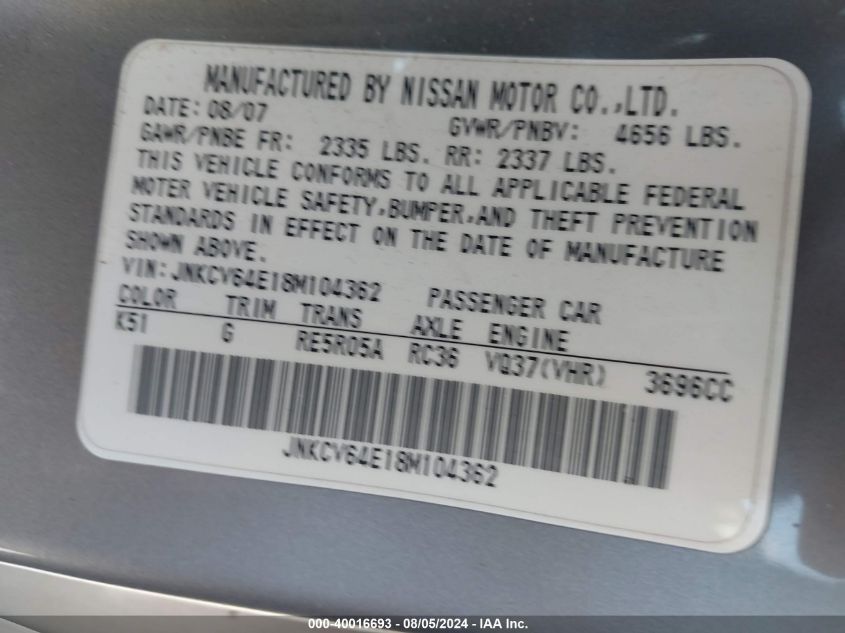 MANUFACTURED BY NISSAN MOTOR CO.,LTD.
DATE: 08/07 GVWR/PNBV: 4656 LBS.
GAWR/PNBE FR: 2335 LBS. RR: 2337 LBS.
THIS VEHICLE CONFORMS TO ALL APPLICABLE FEDERAL
MOTER VEHICLE SAFETY,BUMPER,AND THEFT PREVENTION
STANDARDS IN EFFECT ON THE DATE OF MANUFACTURE
SHOWN ABOVE.
VIN:JNKCV64E18M104362 PASSENGER CAR
COLOR TRIM TRANS AXLE ENGINE
K51 G RE5R05A RC36 VQ37(VHR) 3696CC
JNKCV64E18M104362
000-40016693 - 08/05/2024 - IAA Inc.